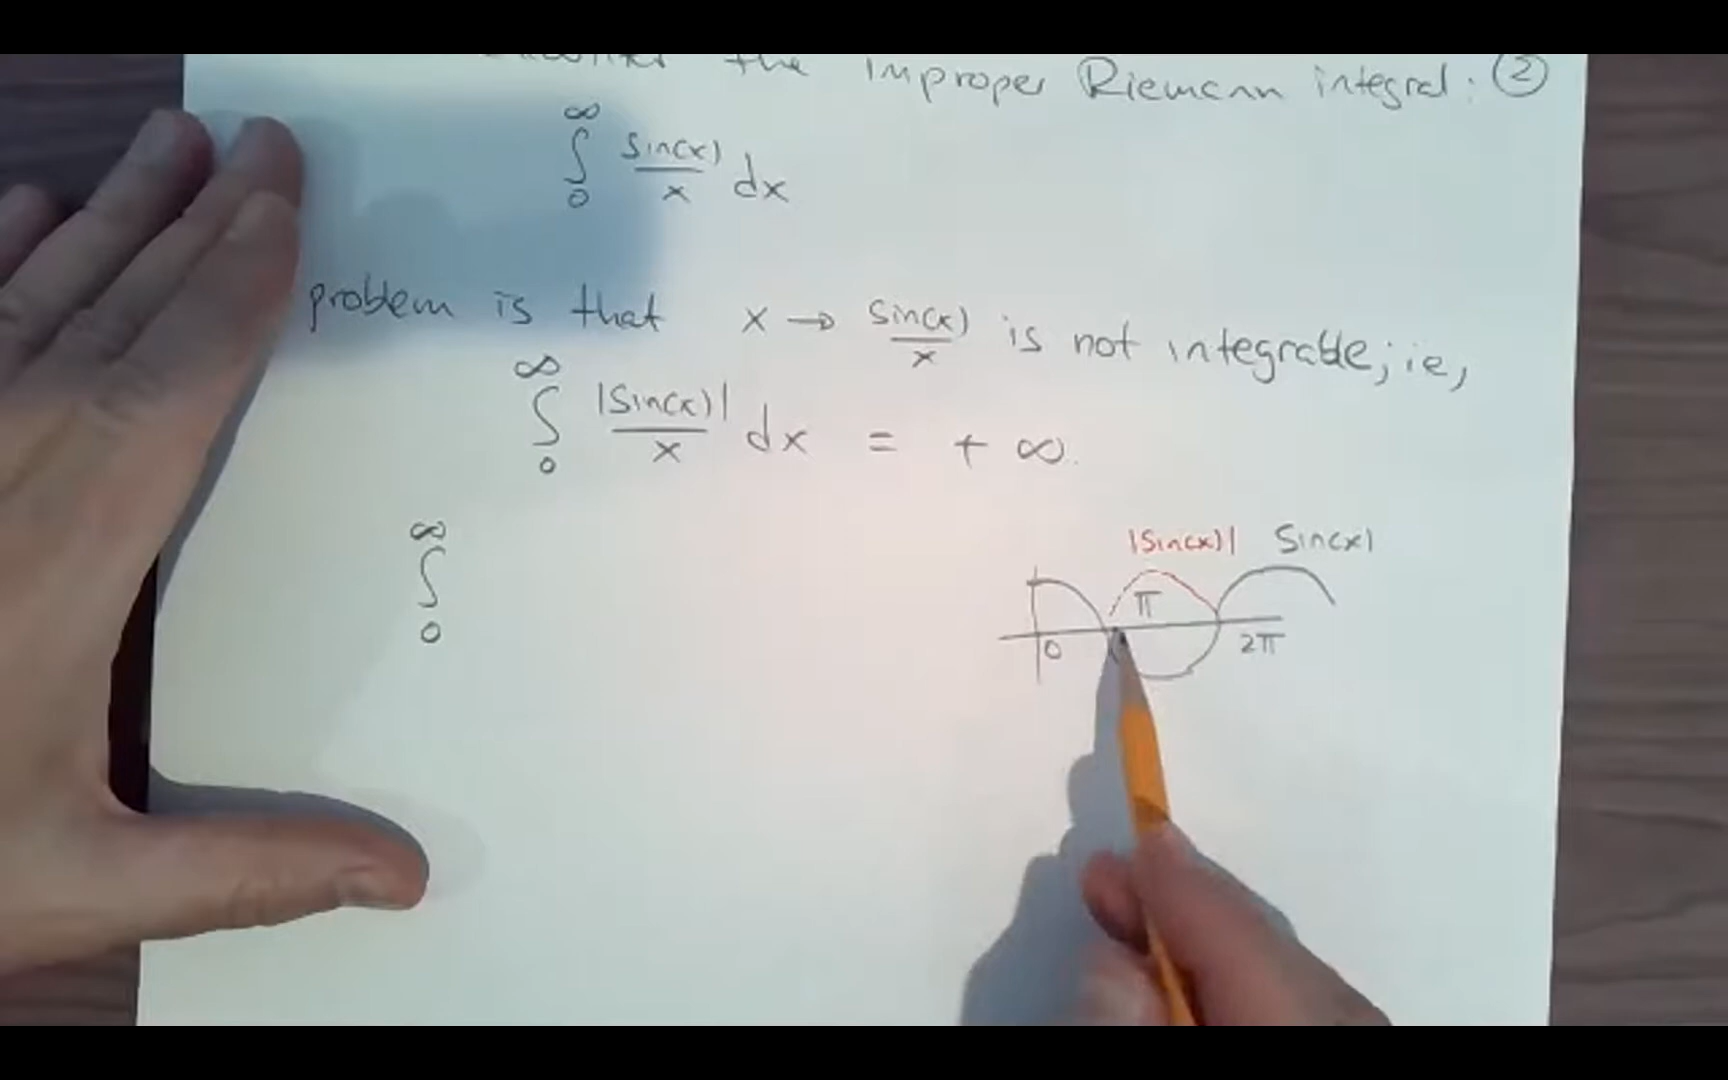 the Improper Riemann integral: ②
∞
∫ sin(x)/x dx
0
problem is that x → sin(x)/x is not integrable; ie,
∞
∫ |sin(x)|/x dx = + ∞.
0
∞
∫
0
|sin(x)| sin(x)
π
0 2π